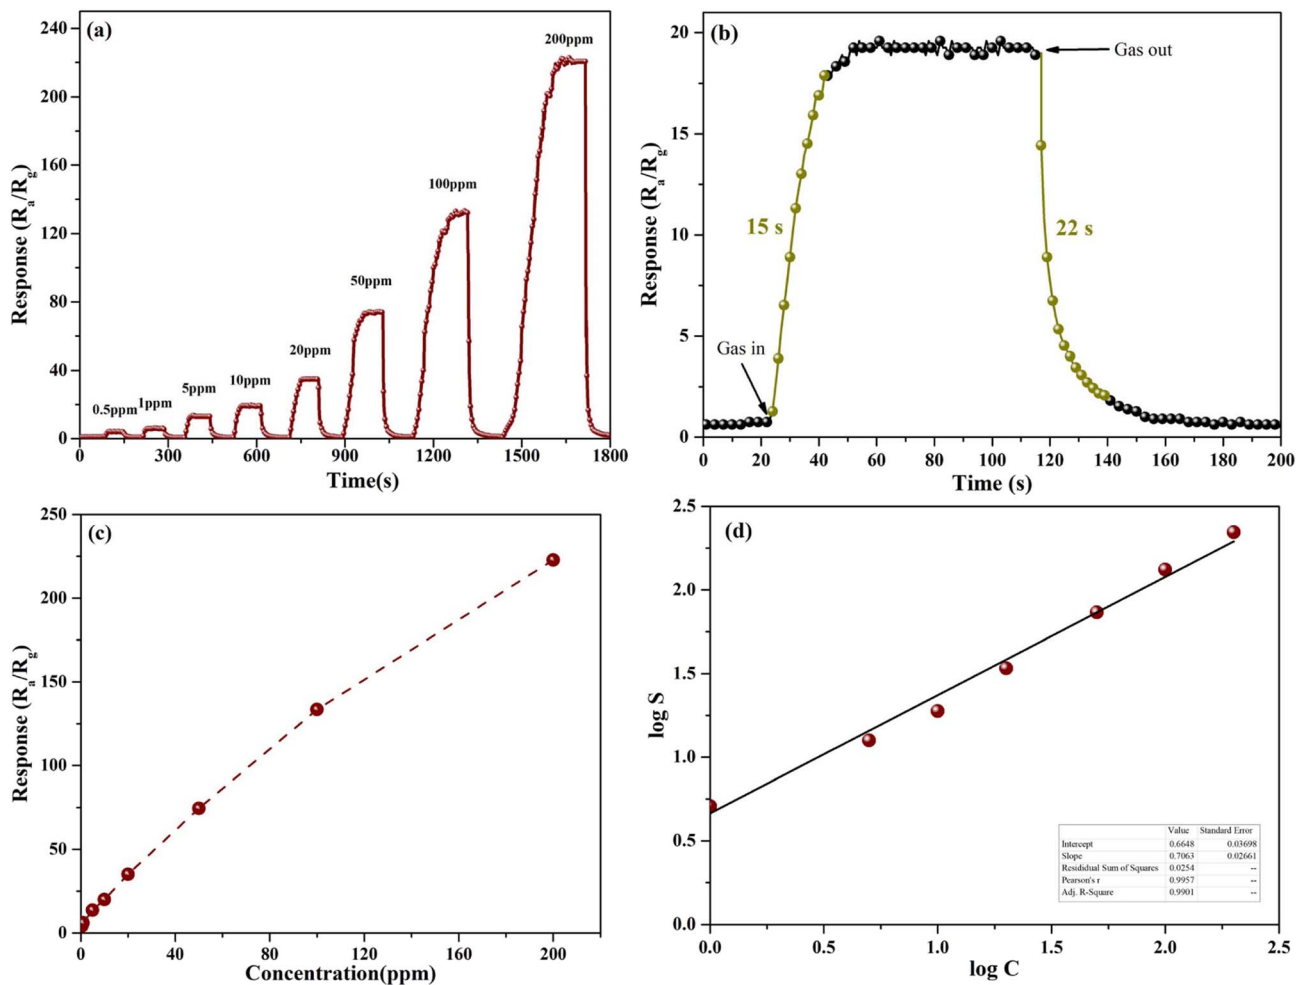 (a)
Response (Ra/Rg)
240
200
160
120
80
40
0
0.5ppm
1ppm
5ppm
10ppm
20ppm
50ppm
100ppm
200ppm
0 300 600 900 1200 1500 1800
Time(s)
(b)
Response (Ra/Rg)
20
15
10
5
0
Gas in
15 s
22 s
Gas out
0 20 40 60 80 100 120 140 160 180 200
Time (s)
(c)
Response (Ra/Rg)
250
225
200
175
150
125
100
75
50
25
0
0 40 80 120 160 200
Concentration(ppm)
(d)
log S
2.5
2.0
1.5
1.0
0.5
0.0
Value Standard Error
Intercept 0.6648 0.03698
Slope 0.7063 0.02661
Resididual Sum of Squares 0.0254 --
Pearson's r 0.9957 --
Adj. R-Square 0.9901 --
0.0 0.5 1.0 1.5 2.0 2.5
log C